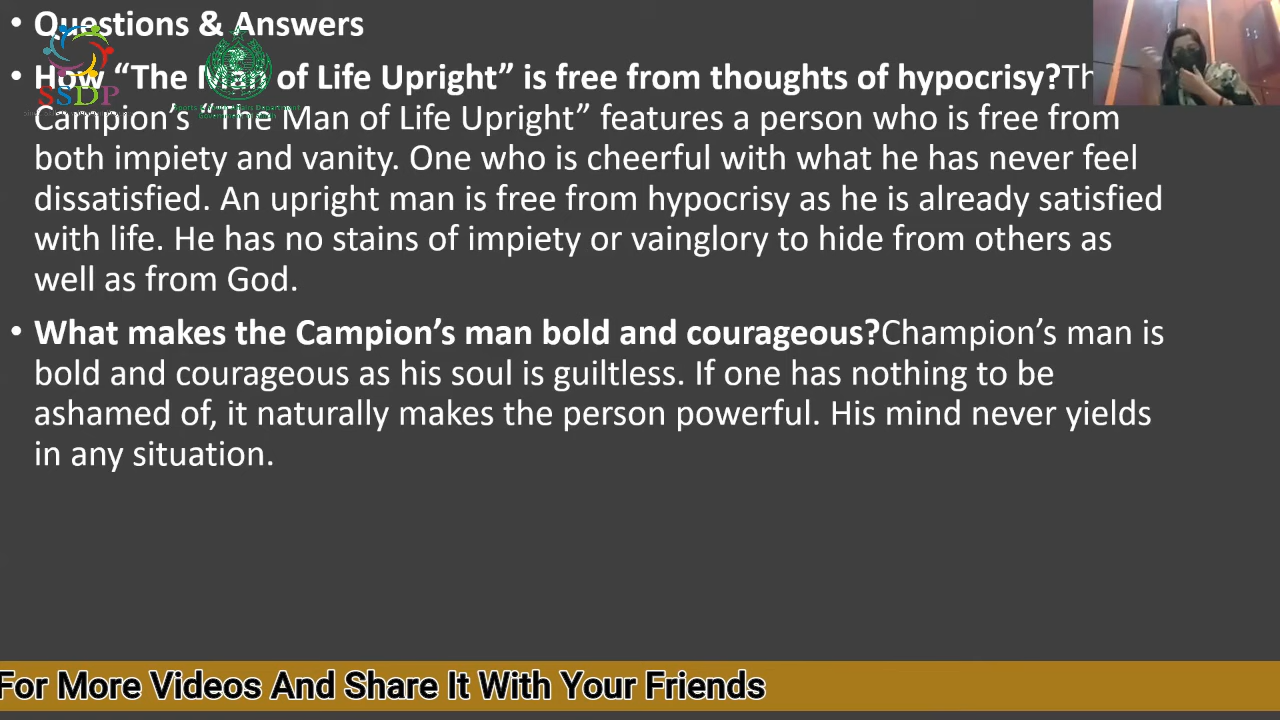 • Questions & Answers
• How “The Man of Life Upright” is free from thoughts of hypocrisy?Th
Campion’s “The Man of Life Upright” features a person who is free from
both impiety and vanity. One who is cheerful with what he has never feel
dissatisfied. An upright man is free from hypocrisy as he is already satisfied
with life. He has no stains of impiety or vainglory to hide from others as
well as from God.
• What makes the Campion’s man bold and courageous?Champion’s man is
bold and courageous as his soul is guiltless. If one has nothing to be
ashamed of, it naturally makes the person powerful. His mind never yields
in any situation.
SSDP
For More Videos And Share It With Your Friends